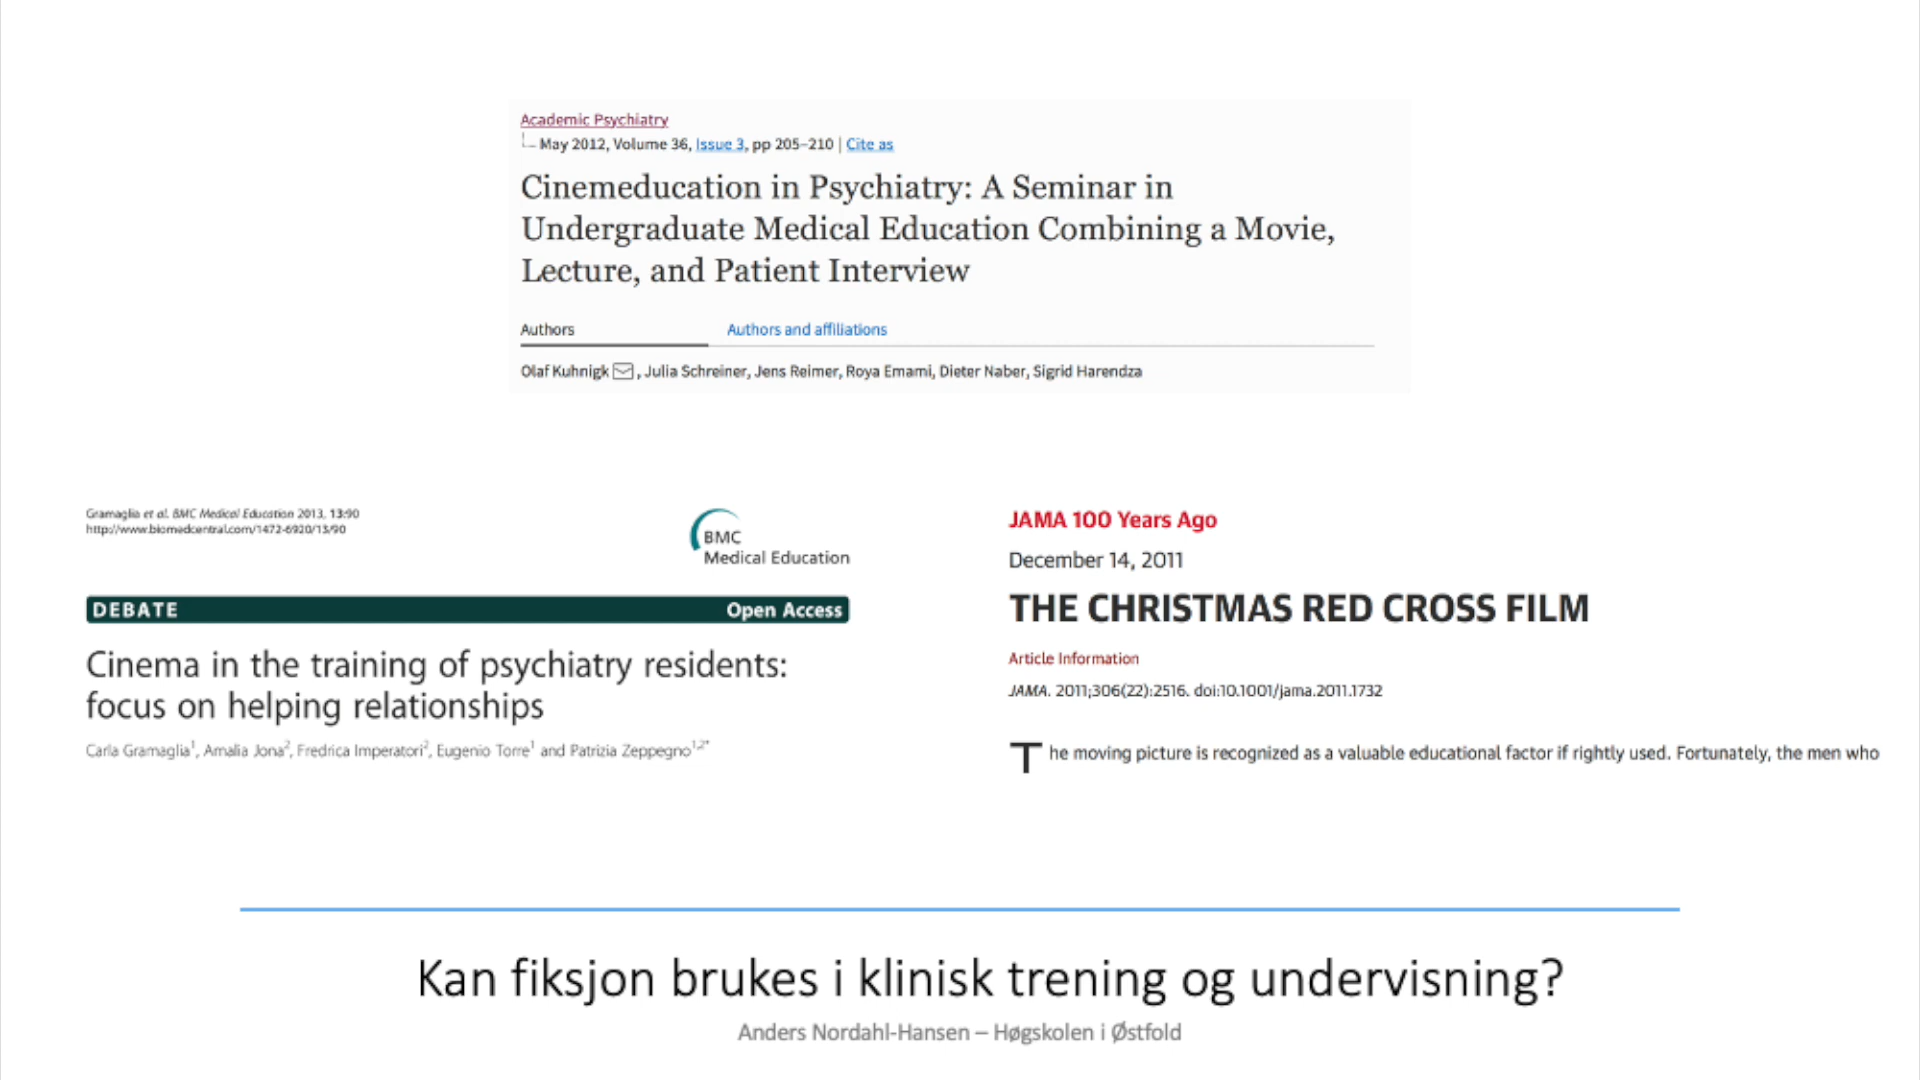 Academic Psychiatry
May 2012, Volume 36, Issue 3, pp 205–210 | Cite as
Cinemeducation in Psychiatry: A Seminar in
Undergraduate Medical Education Combining a Movie,
Lecture, and Patient Interview
Authors Authors and affiliations
Olaf Kuhnigk , Julia Schreiner, Jens Reimer, Roya Emami, Dieter Naber, Sigrid Harendza
Gramaglia et al. BMC Medical Education 2013, 13:90
http://www.biomedcentral.com/1472-6920/13/90
BMC
Medical Education
DEBATE Open Access
Cinema in the training of psychiatry residents:
focus on helping relationships
Carla Gramaglia1, Amalia Jona2, Fredrica Imperatori2, Eugenio Torre1 and Patrizia Zeppegno1,2*
JAMA 100 Years Ago
December 14, 2011
THE CHRISTMAS RED CROSS FILM
Article Information
JAMA. 2011;306(22):2516. doi:10.1001/jama.2011.1732
The moving picture is recognized as a valuable educational factor if rightly used. Fortunately, the men who
Kan fiksjon brukes i klinisk trening og undervisning?
Anders Nordahl-Hansen – Høgskolen i Østfold